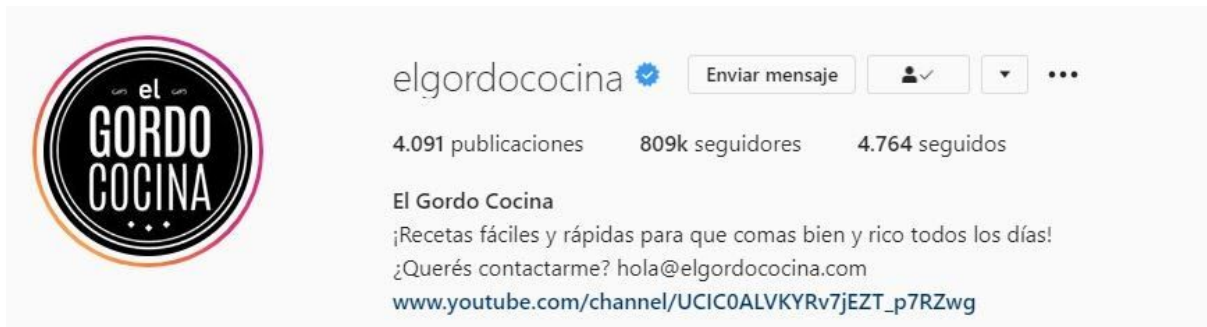 el
GORDO
COCINA
elgordococina Enviar mensaje
4.091 publicaciones 809k seguidores 4.764 seguidos
El Gordo Cocina
¡Recetas fáciles y rápidas para que comas bien y rico todos los días!
¿Querés contactarme? hola@elgordococina.com
www.youtube.com/channel/UCIC0ALVKYRv7jEZT_p7RZwg